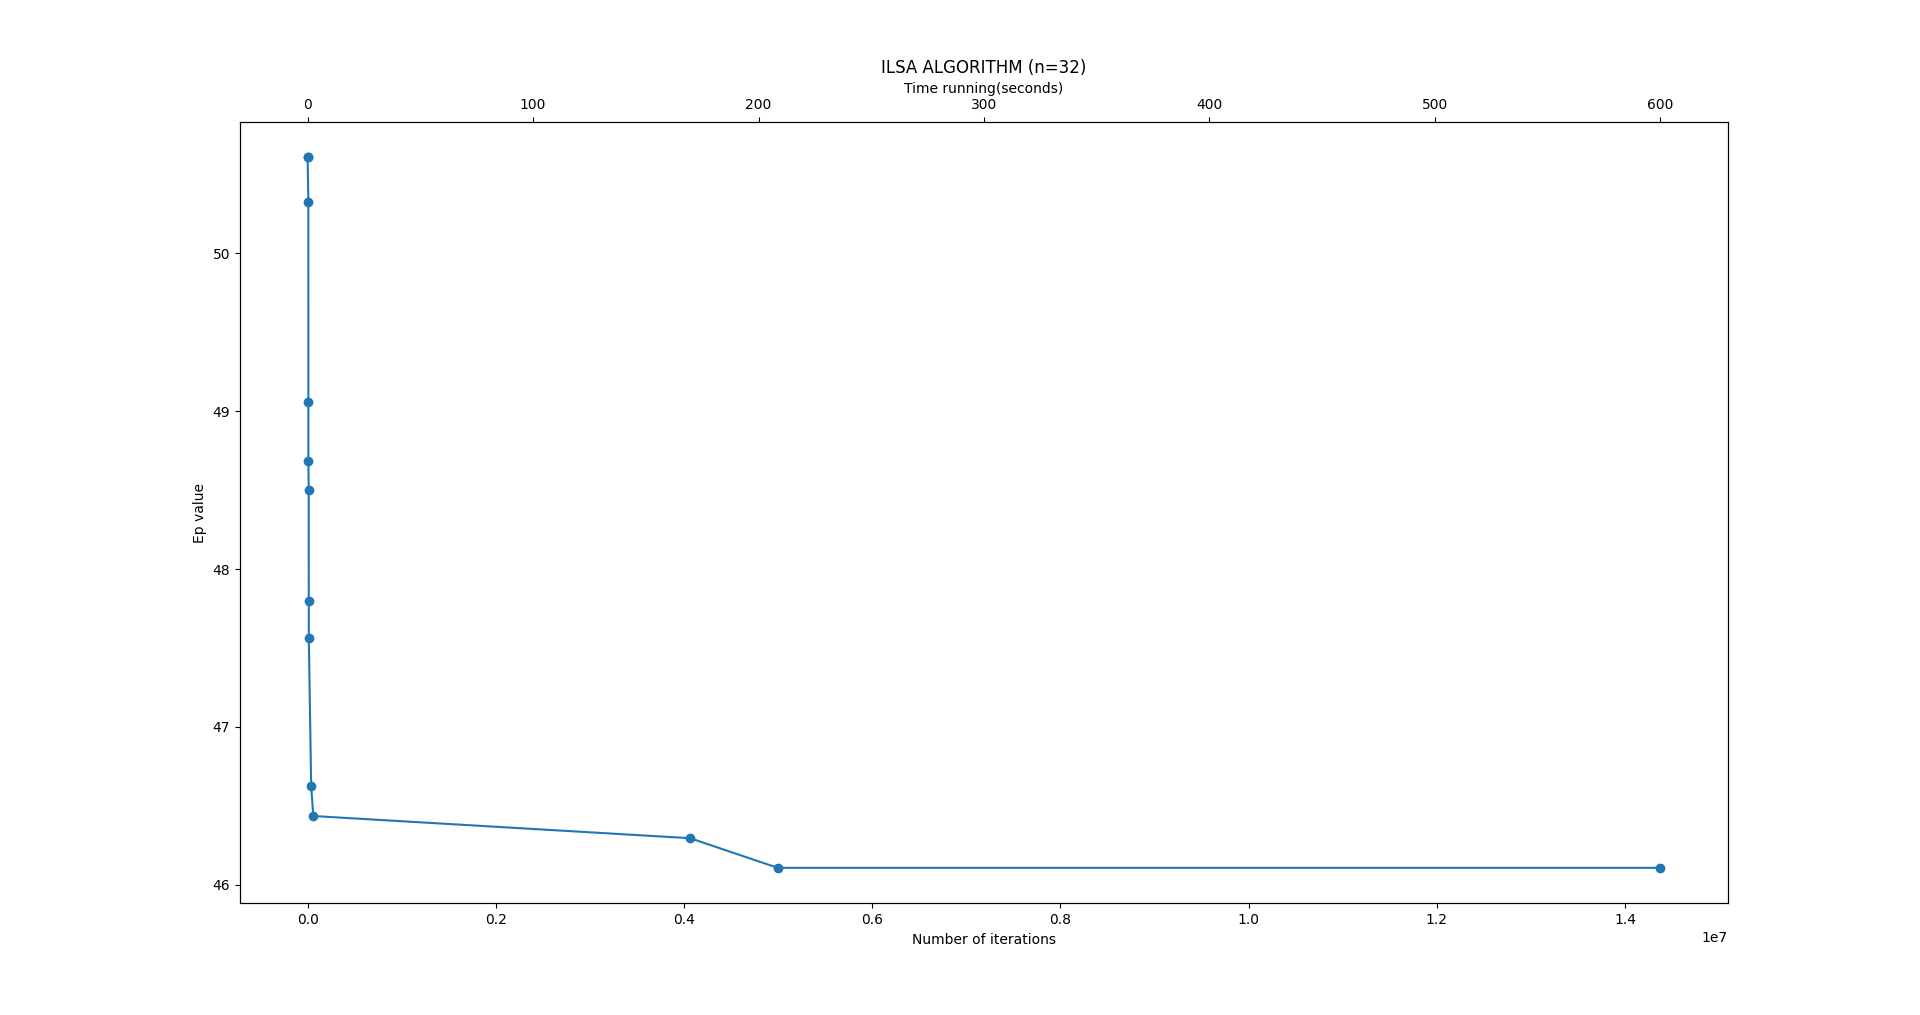 ILSA ALGORITHM (n=32)
Time running(seconds)
0 100 200 300 400 500 600
50
49
48
47
46
Ep value
0.0 0.2 0.4 0.6 0.8 1.0 1.2 1.4
Number of iterations
1e7